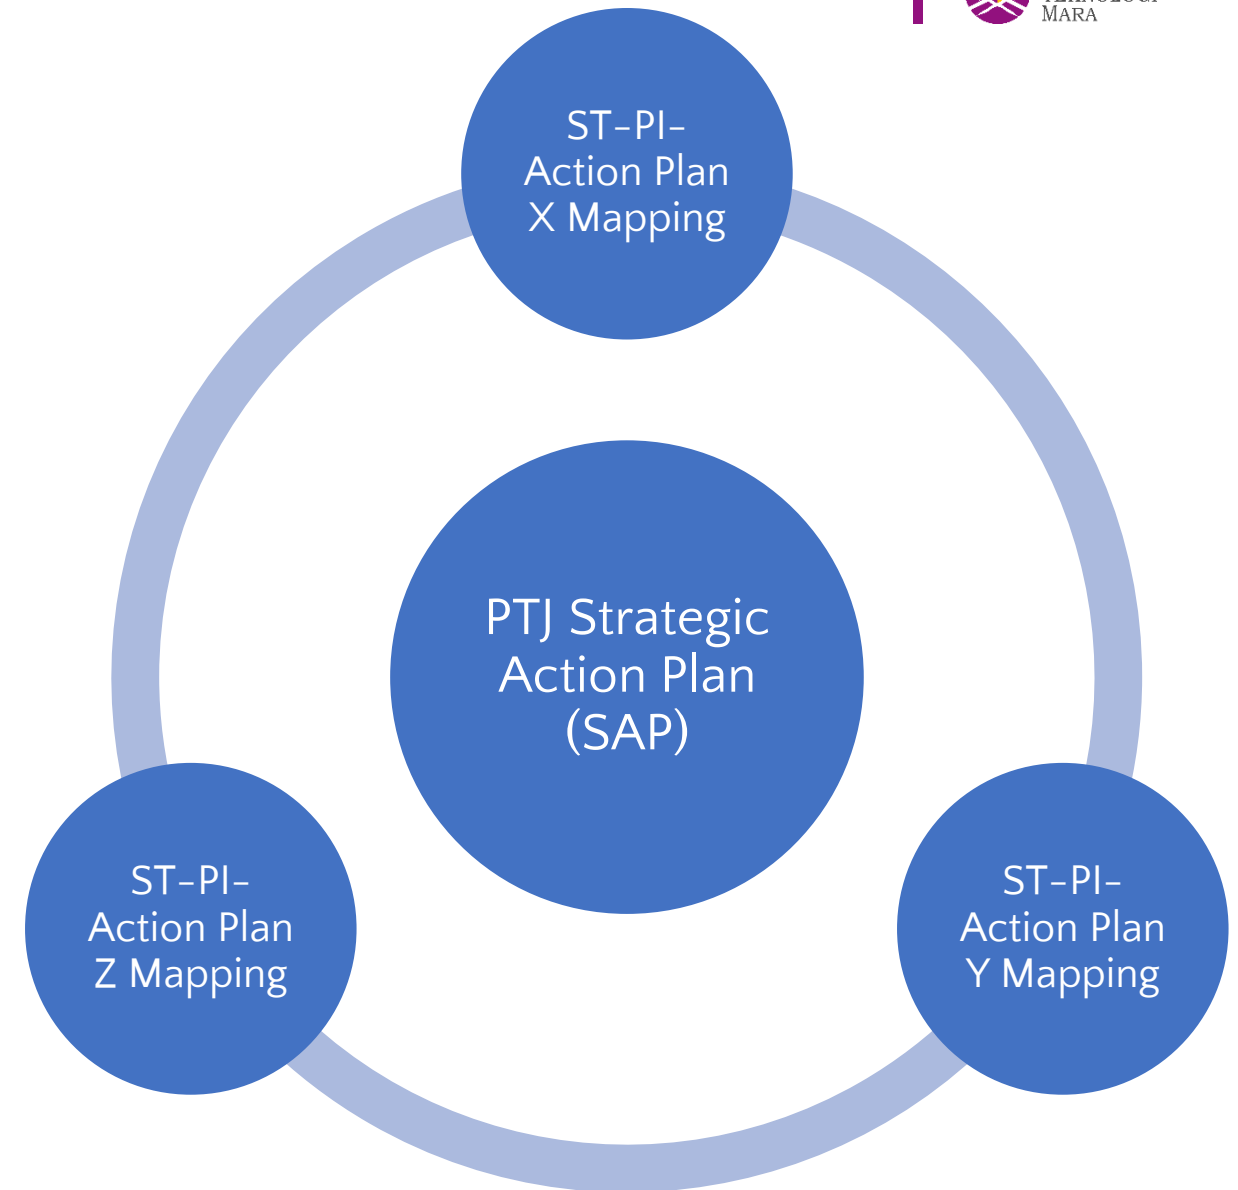 MARA
ST-PI-
Action Plan
X Mapping
PTJ Strategic
Action Plan
(SAP)
ST-PI-
Action Plan
Z Mapping
ST-PI-
Action Plan
Y Mapping